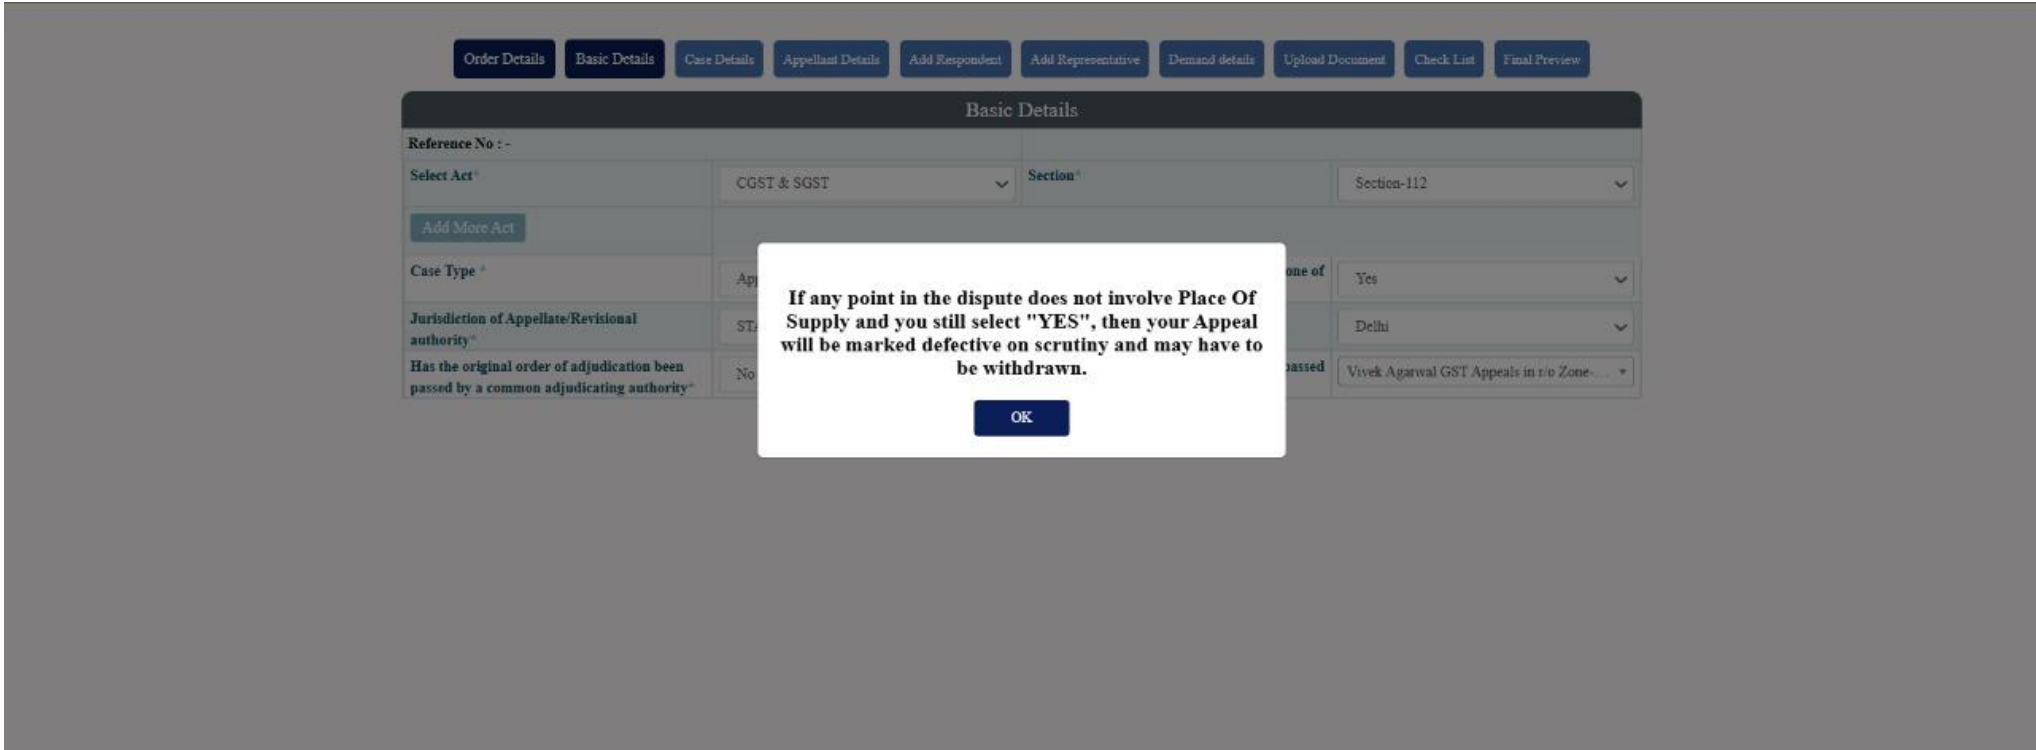 Order Details Basic Details Case Details Appellant Details Add Respondent Add Representative Demand details Upload Document Check List Final Preview
Basic Details
Reference No : -
Select Act* CGST & SGST Section* Section-112
Add More Act
Case Type * one of Yes
Jurisdiction of Appellate/Revisional
authority* Delhi
Has the original order of adjudication been
passed by a common adjudicating authority* No passed Vivek Agarwal GST Appeals in r/o Zone-...
If any point in the dispute does not involve Place Of
Supply and you still select "YES", then your Appeal
will be marked defective on scrutiny and may have to
be withdrawn.
OK